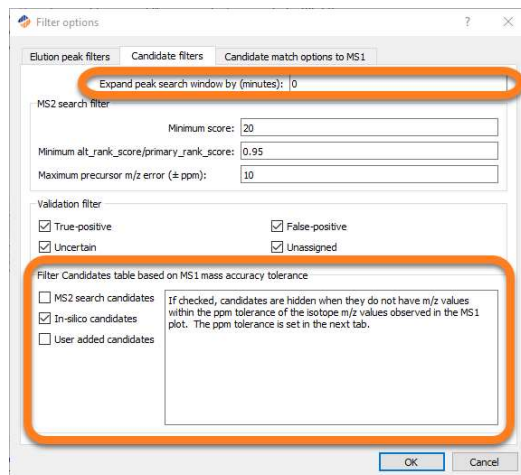 Filter options
Elution peak filters Candidate filters Candidate match options to MS1
Expand peak search window by (minutes): 0
MS2 search filter
Minimum score: 20
Minimum alt_rank_score/primary_rank_score: 0.95
Maximum precursor m/z error (± ppm): 10
Validation filter
True-positive False-positive
Uncertain Unassigned
Filter Candidates table based on MS1 mass accuracy tolerance
MS2 search candidates
In-silico candidates
User added candidates
If checked, candidates are hidden when they do not have m/z values
within the ppm tolerance of the isotope m/z values observed in the MS1
plot. The ppm tolerance is set in the next tab.
OK Cancel